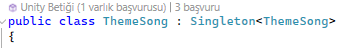 Unity Betiği (1 varlık başvurusu) | 3 başvuru
public class ThemeSong : Singleton<ThemeSong>
{